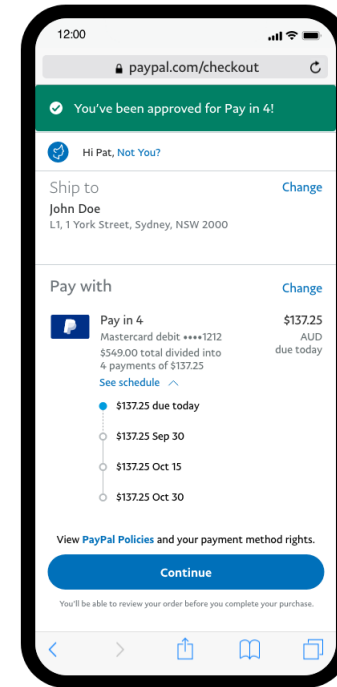 12:00
paypal.com/checkout
You've been approved for Pay in 4!
Hi Pat, Not You?
Ship to Change
John Doe
L1, 1 York Street, Sydney, NSW 2000
Pay with Change
Pay in 4 $137.25
Mastercard debit ••••1212 AUD
$549.00 total divided into due today
4 payments of $137.25
See schedule
$137.25 due today
$137.25 Sep 30
$137.25 Oct 15
$137.25 Oct 30
View PayPal Policies and your payment method rights.
Continue
You'll be able to review your order before you complete your purchase.